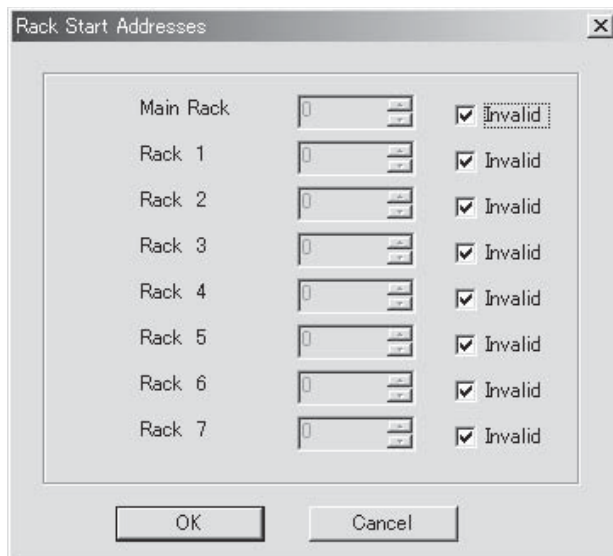 Rack Start Addresses
Main Rack 0 Invalid
Rack 1 0 Invalid
Rack 2 0 Invalid
Rack 3 0 Invalid
Rack 4 0 Invalid
Rack 5 0 Invalid
Rack 6 0 Invalid
Rack 7 0 Invalid
OK Cancel